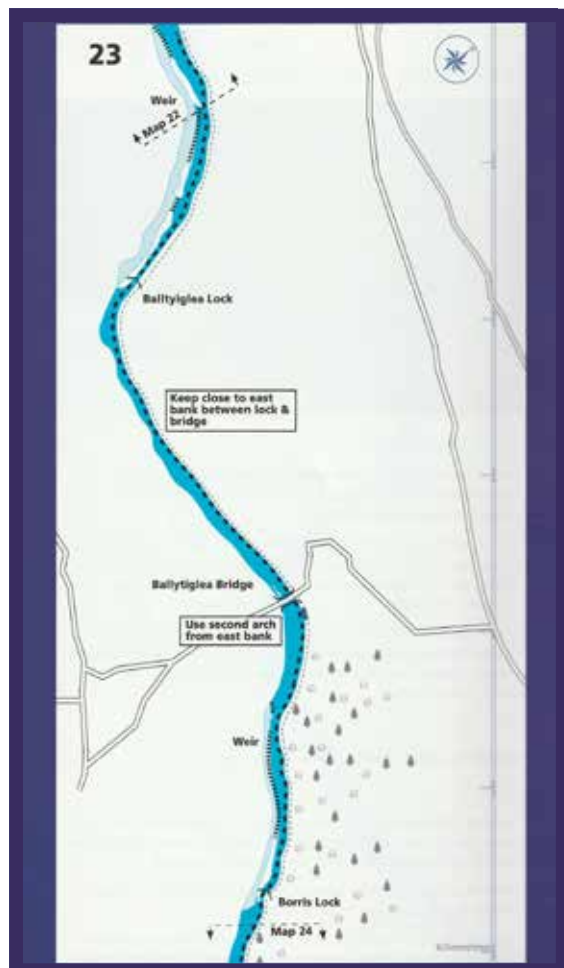 23
Weir
Map 22
Balltyiglea Lock
Keep close to east
bank between lock &
bridge
Ballytiglea Bridge
Use second arch
from east bank
Weir
Borris Lock
Map 24